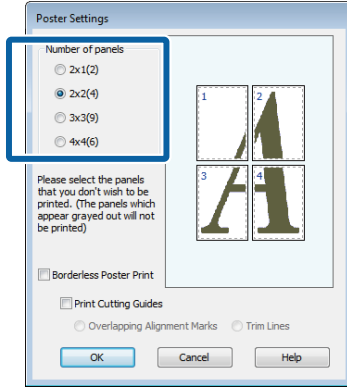 Poster Settings
Number of panels
2x1(2)
2x2(4)
3x3(9)
4x4(6)
1
2
3
4
A
Please select the panels
that you don't wish to be
printed. (The panels which
appear grayed out will not
be printed)
Borderless Poster Print
Print Cutting Guides
Overlapping Alignment Marks
Trim Lines
OK
Cancel
Help